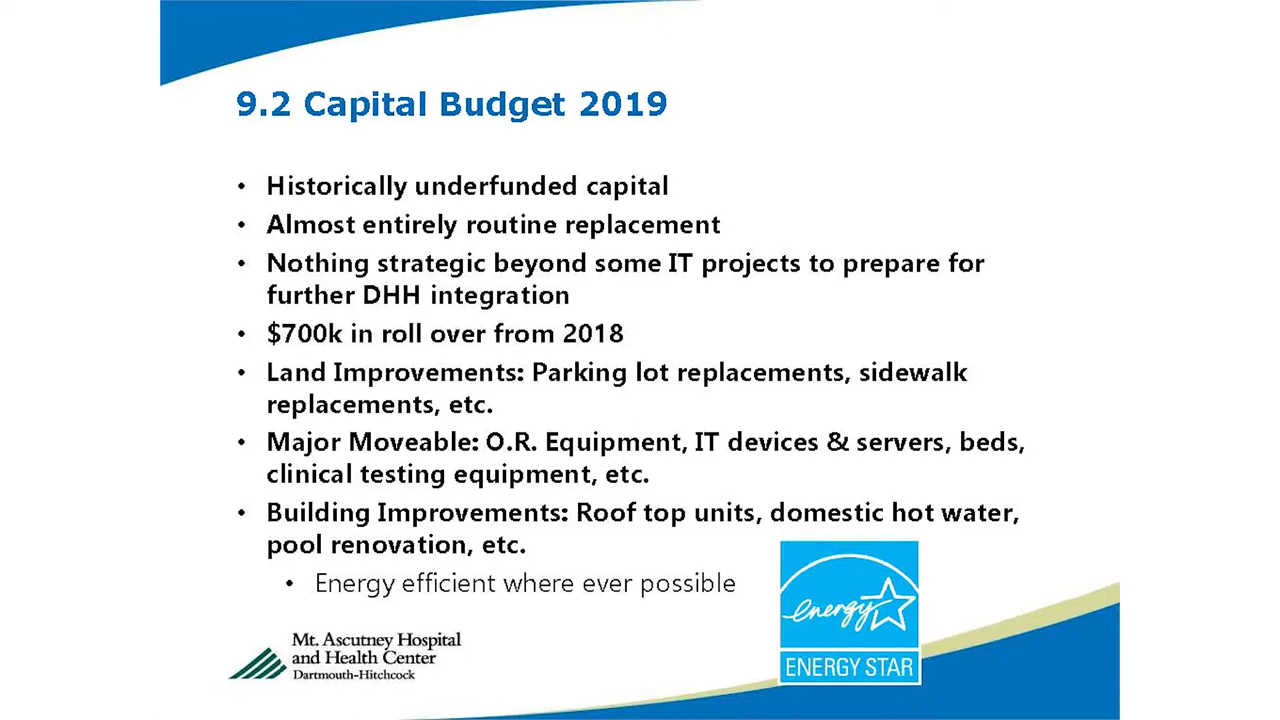 9.2 Capital Budget 2019
• Historically underfunded capital
• Almost entirely routine replacement
• Nothing strategic beyond some IT projects to prepare for
further DHH integration
• $700k in roll over from 2018
• Land Improvements: Parking lot replacements, sidewalk
replacements, etc.
• Major Moveable: O.R. Equipment, IT devices & servers, beds,
clinical testing equipment, etc.
• Building Improvements: Roof top units, domestic hot water,
pool renovation, etc.
• Energy efficient where ever possible
energy
ENERGY STAR
Mt. Ascutney Hospital
and Health Center
Dartmouth-Hitchcock